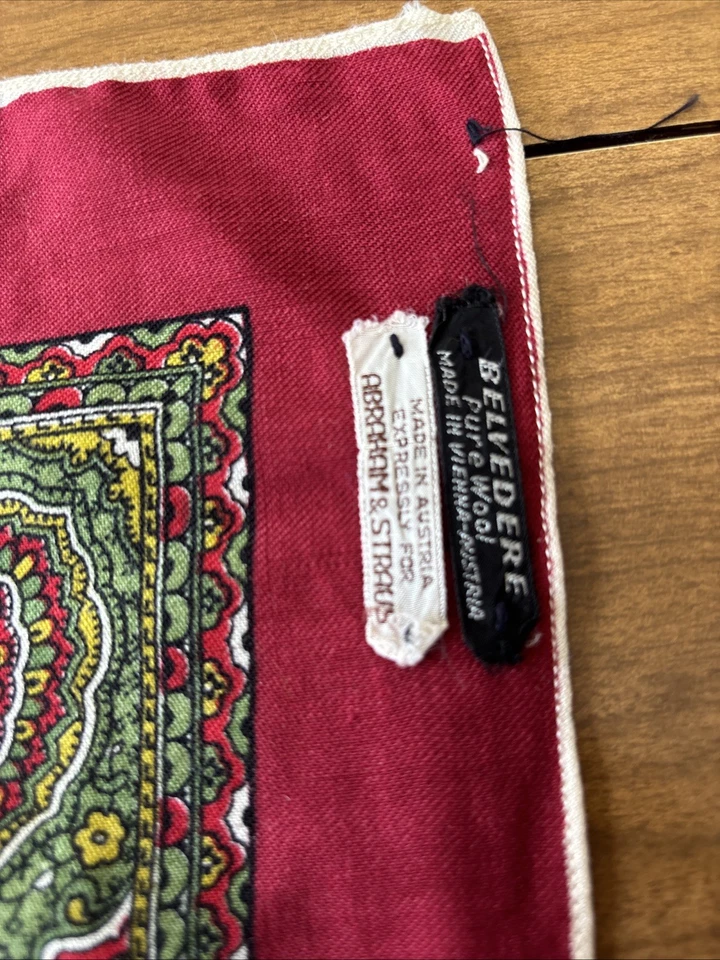 MADE IN AUSTRIA
EXPRESSLY FOR
ABRAHAM & STRAUS
BELVEDERE
Pure Wool
MADE IN VIENNA-AUSTRIA